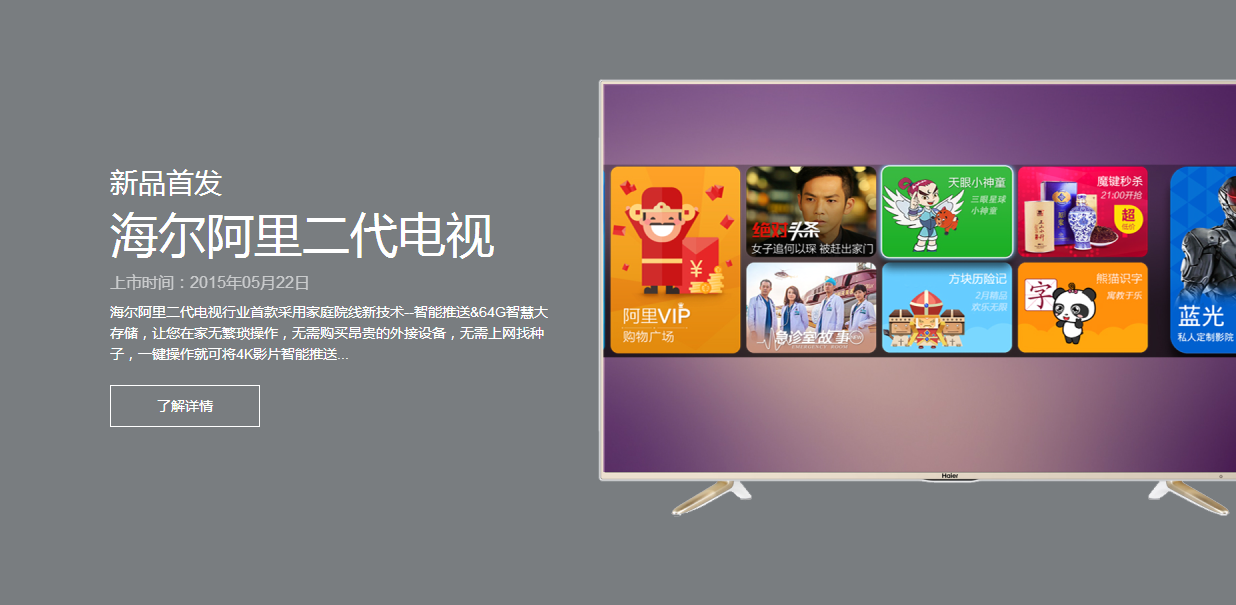 新品首发
海尔阿里二代电视
上市时间：2015年05月22日
海尔阿里二代电视行业首款采用家庭院线新技术--智能推送&64G智慧大
存储，让您在家无繁琐操作，无需购买昂贵的外接设备，无需上网找种
子，一键操作就可将4K影片智能推送...
了解详情
阿里VIP
购物广场
绝对头条
女子追何以琛 被赶出家门
天眼小神童
三眼星球
小神童
魔键秒杀
21:00开抢
超
低价
急诊室故事
EMERGENCY ROOM
方块历险记
2月精品
欢乐无限
熊猫识字
寓教于乐
字
蓝光
私人定制影院
Haier